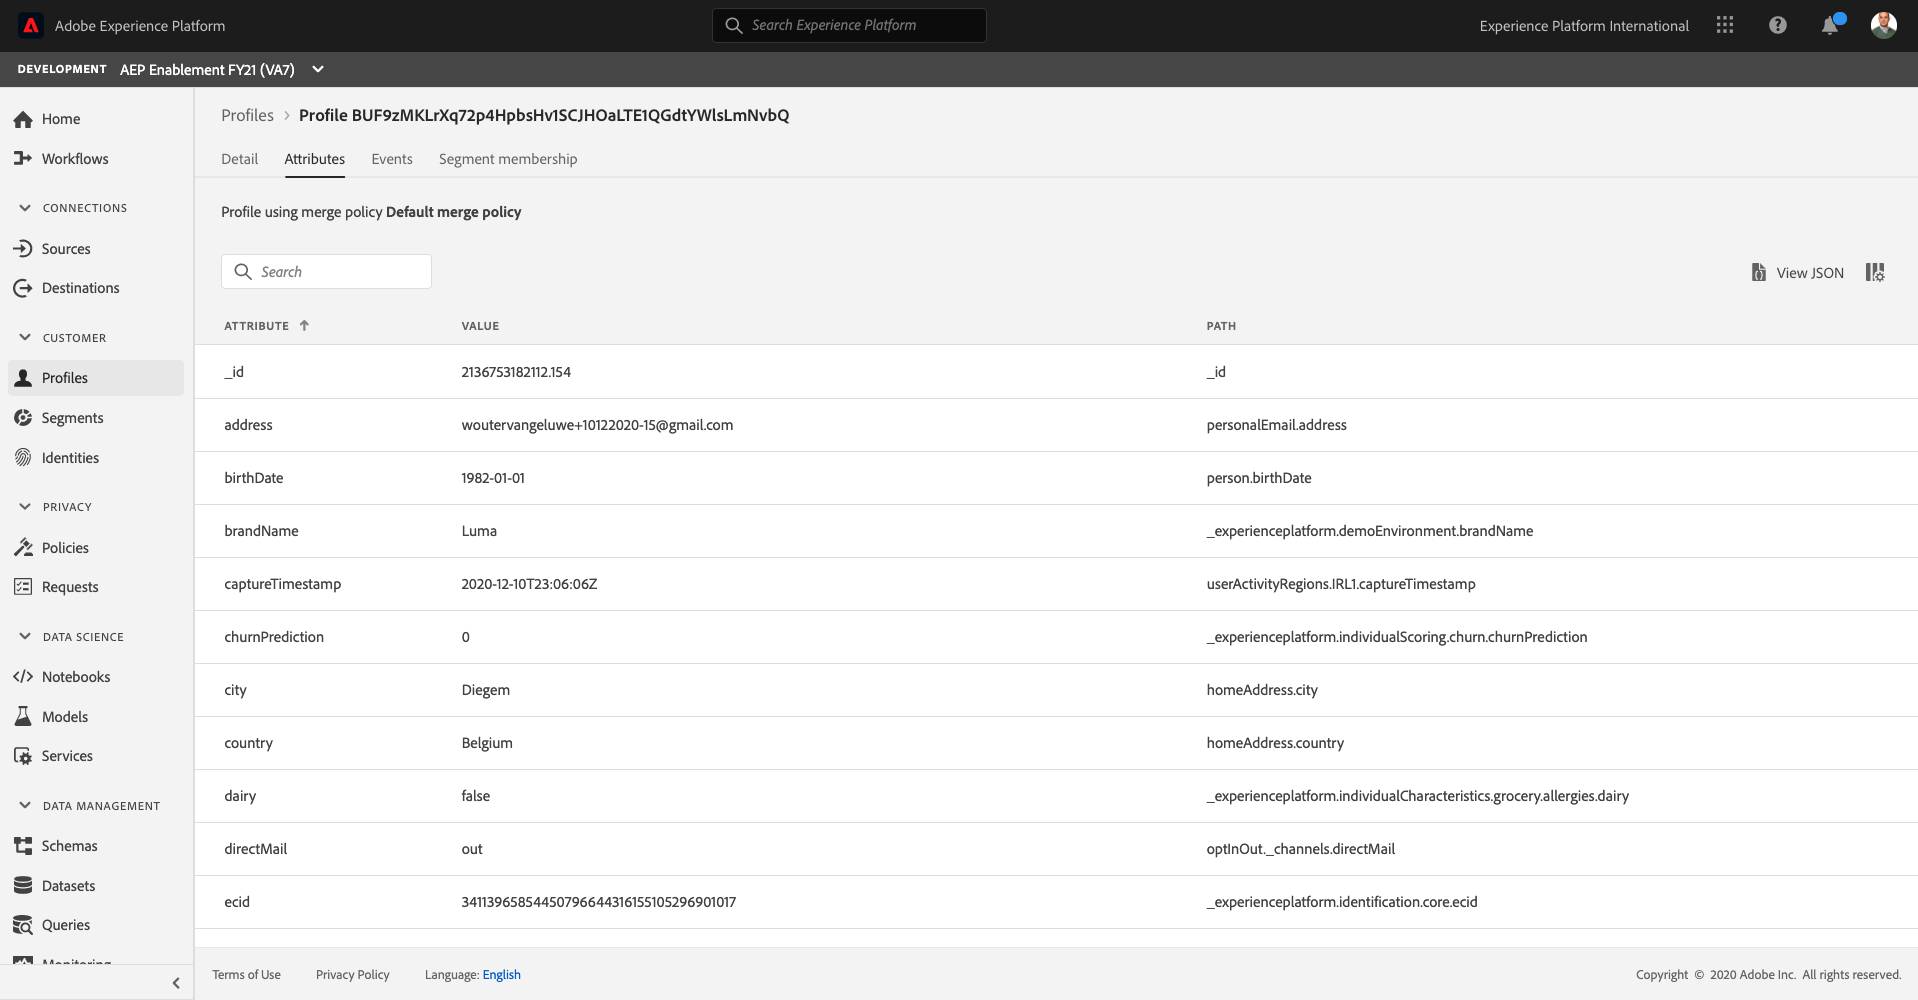 Adobe Experience Platform
Search Experience Platform
Experience Platform International
DEVELOPMENT AEP Enablement FY21 (VA7)
Home
Workflows
CONNECTIONS
Sources
Destinations
CUSTOMER
Profiles
Segments
Identities
PRIVACY
Policies
Requests
DATA SCIENCE
Notebooks
Models
Services
DATA MANAGEMENT
Schemas
Datasets
Queries
Monitoring
Profiles > Profile BUF9zMKLrXq72p4HpbsHv1SCJHOaLTE1QGdtYWlsLmNvbQ
Detail Attributes Events Segment membership
Profile using merge policy Default merge policy
Search
View JSON
ATTRIBUTE VALUE PATH
_id 2136753182112.154 _id
address woutervangeluwe+10122020-15@gmail.com personalEmail.address
birthDate 1982-01-01 person.birthDate
brandName Luma _experienceplatform.demoEnvironment.brandName
captureTimestamp 2020-12-10T23:06:06Z userActivityRegions.IRL1.captureTimestamp
churnPrediction 0 _experienceplatform.individualScoring.churn.churnPrediction
city Diegem homeAddress.city
country Belgium homeAddress.country
dairy false _experienceplatform.individualCharacteristics.grocery.allergies.dairy
directMail out optInOut._channels.directMail
ecid 34113965854450796644316155105296901017 _experienceplatform.identification.core.ecid
Terms of Use Privacy Policy Language: English
Copyright © 2020 Adobe Inc. All rights reserved.